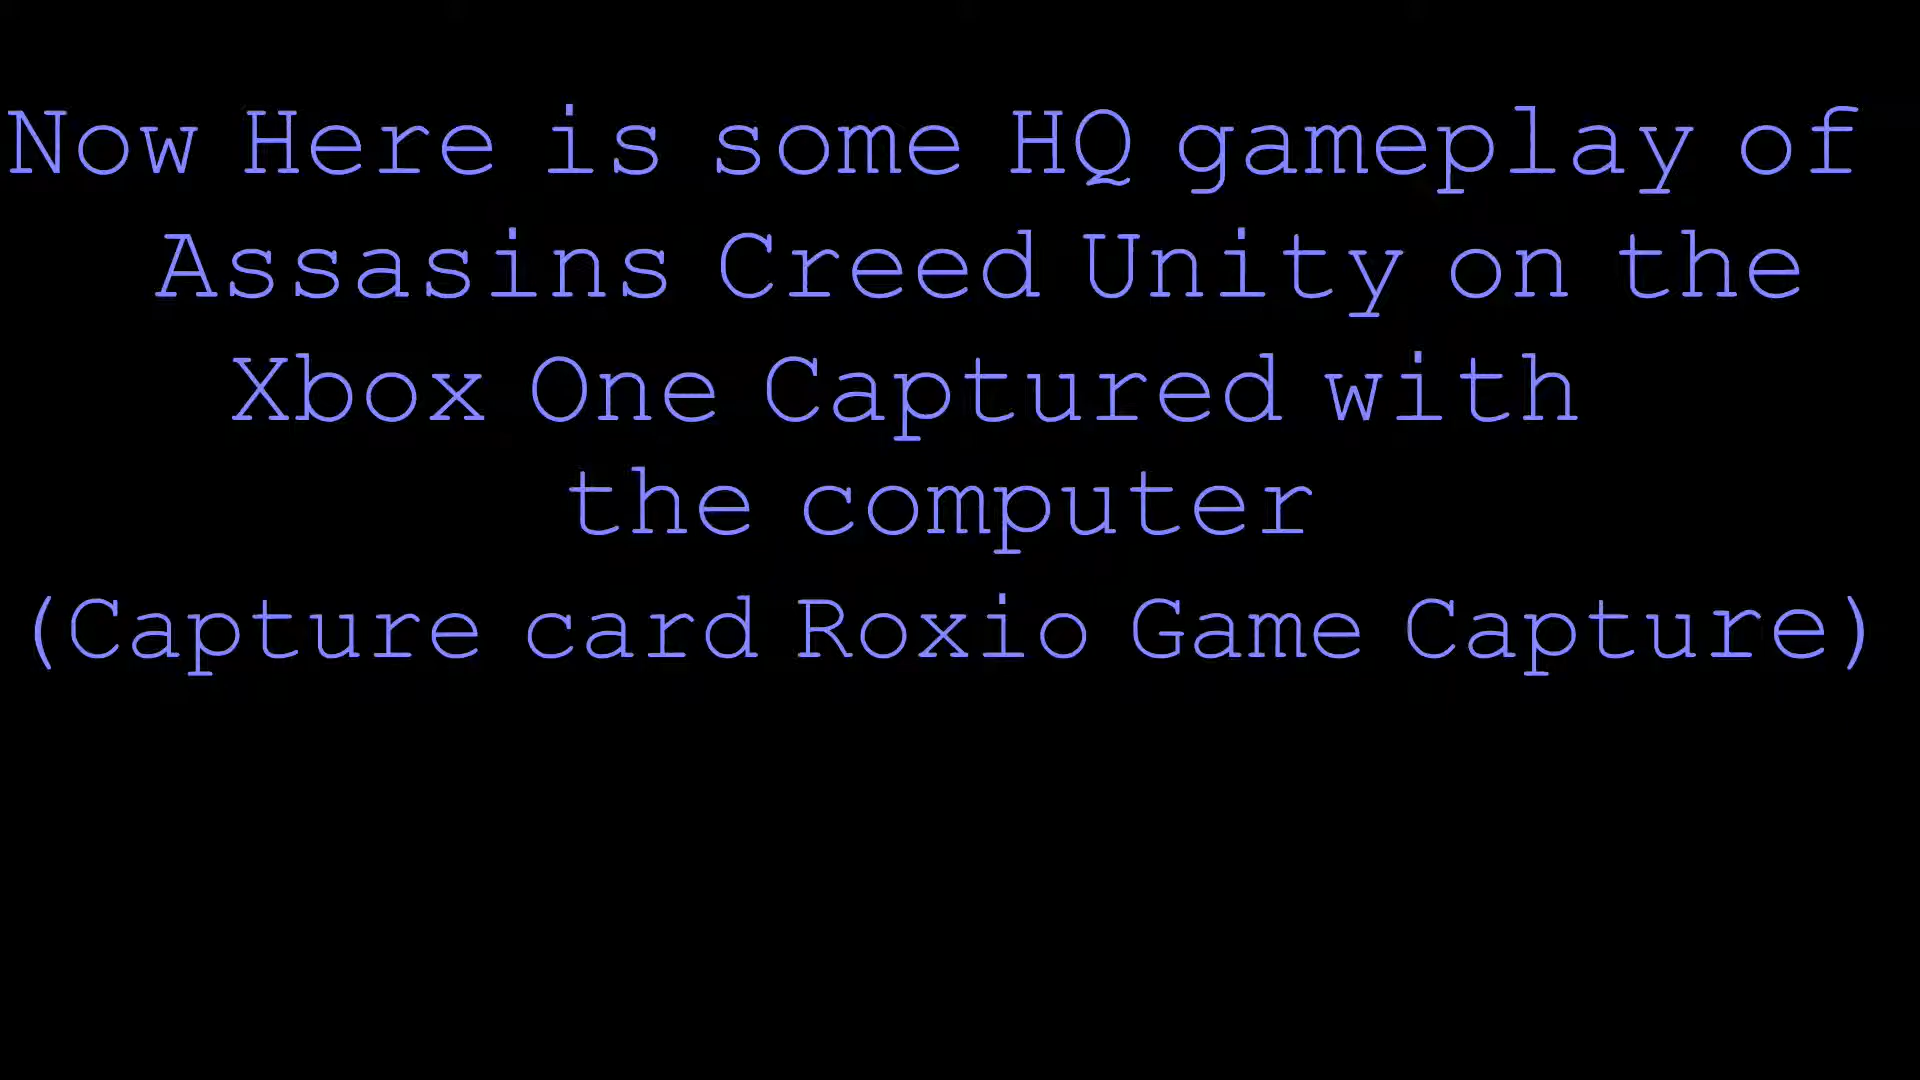 Now Here is some HQ gameplay of
Assasins Creed Unity on the
Xbox One Captured with
the computer
(Capture card Roxio Game Capture)